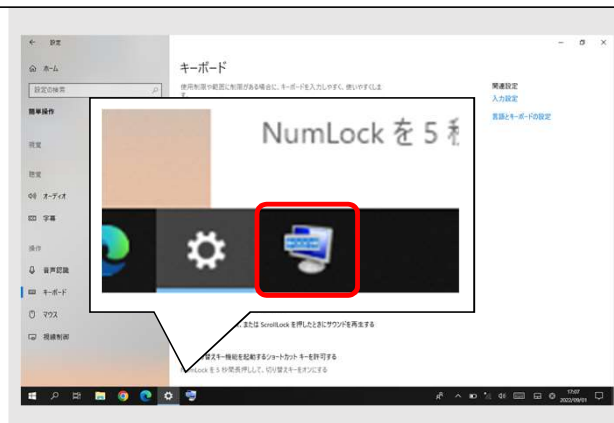 設定
ホーム
設定の検索
簡単操作
視覚
聴覚
オーディオ
字幕
操作
音声認識
キーボード
マウス
視線制御
キーボード
使用制限や範囲に制限がある場合に、キーボードを入力しやすく、使いやすくしま
す。
関連設定
入力設定
言語とキーボードの設定
NumLock を 5
、または ScrollLock を押したときにサウンドを再生する
替えキー機能を起動するショートカット キーを許可する
NumLock を 5 秒間長押しして、切り替えキーをオンにする
17:07
2022/09/01